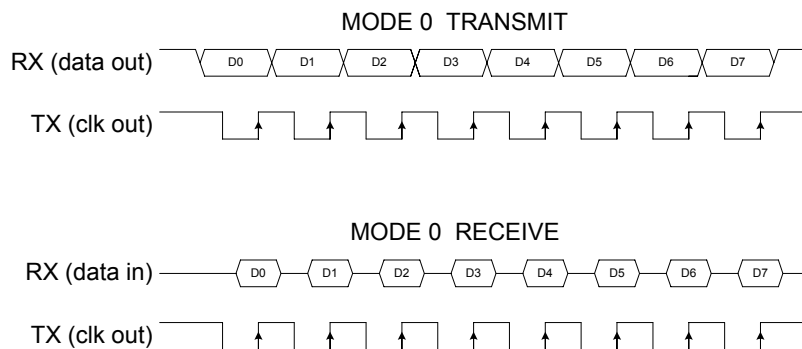 MODE 0 TRANSMIT
RX (data out) D0 D1 D2 D3 D4 D5 D6 D7
TX (clk out)
MODE 0 RECEIVE
RX (data in) D0 D1 D2 D3 D4 D5 D6 D7
TX (clk out)